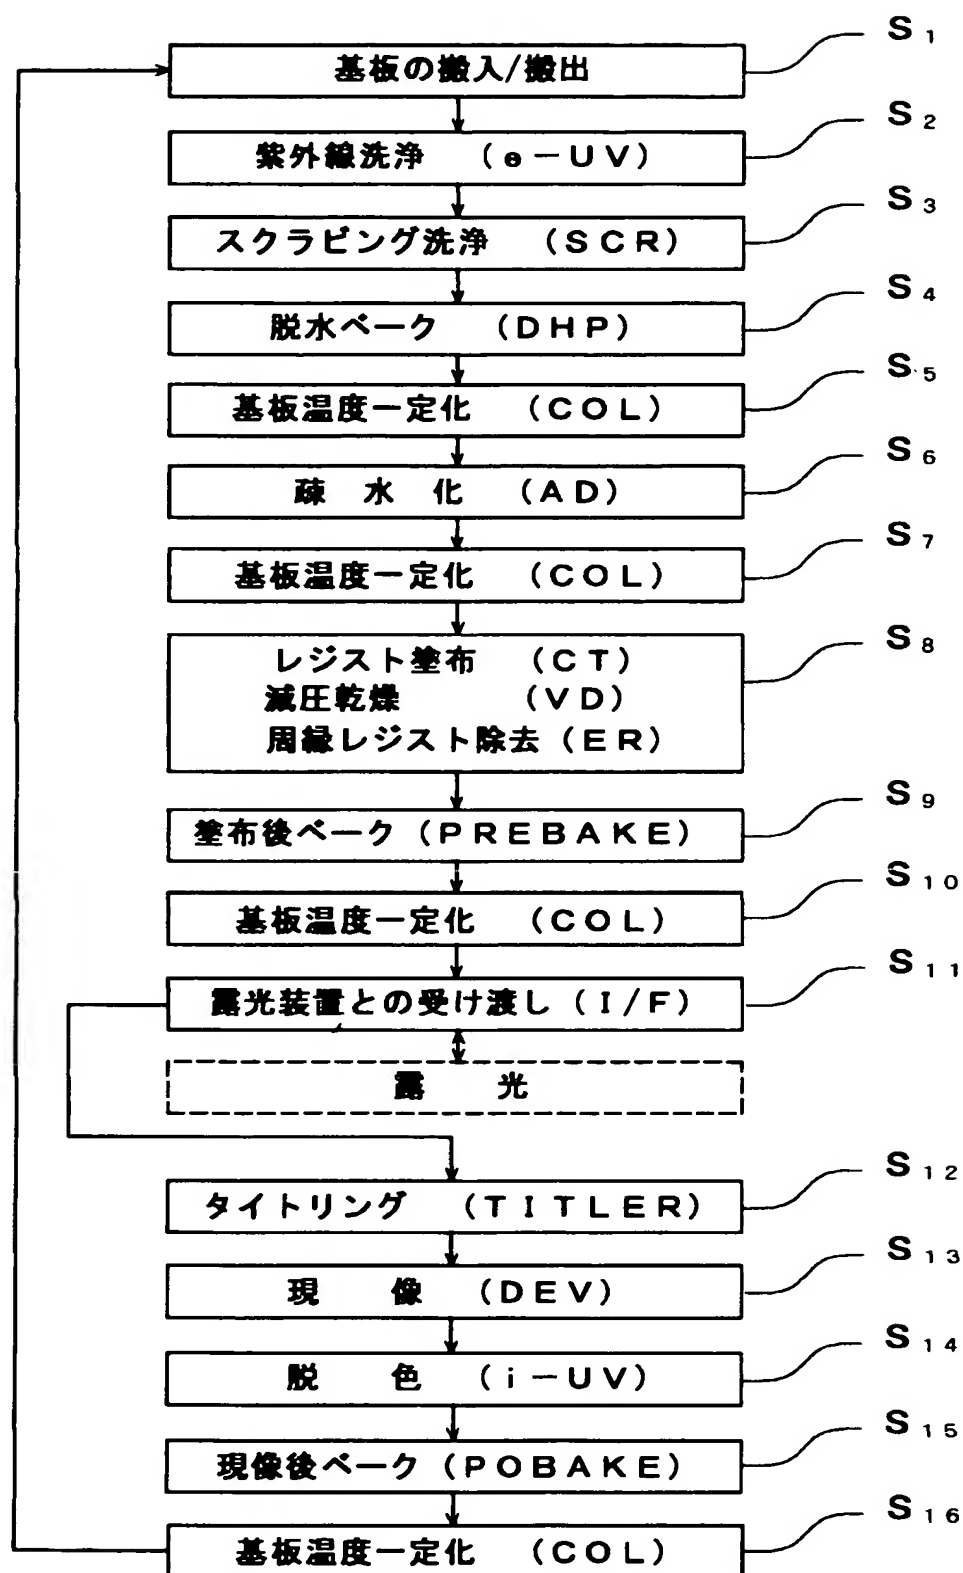 基板の搬入/搬出 S1
紫外線洗浄 (e-UV) S2
スクラビング洗浄 (SCR) S3
脱水ベーク (DHP) S4
基板温度一定化 (COL) S5
疎水化 (AD) S6
基板温度一定化 (COL) S7
レジスト塗布 (CT) S8
減圧乾燥 (VD)
周縁レジスト除去 (ER)
塗布後ベーク (PREBAKE) S9
基板温度一定化 (COL) S10
露光装置との受け渡し (I/F) S11
露光
タイトリング (TITLER) S12
現像 (DEV) S13
脱色 (i-UV) S14
現像後ベーク (POBAKE) S15
基板温度一定化 (COL) S16